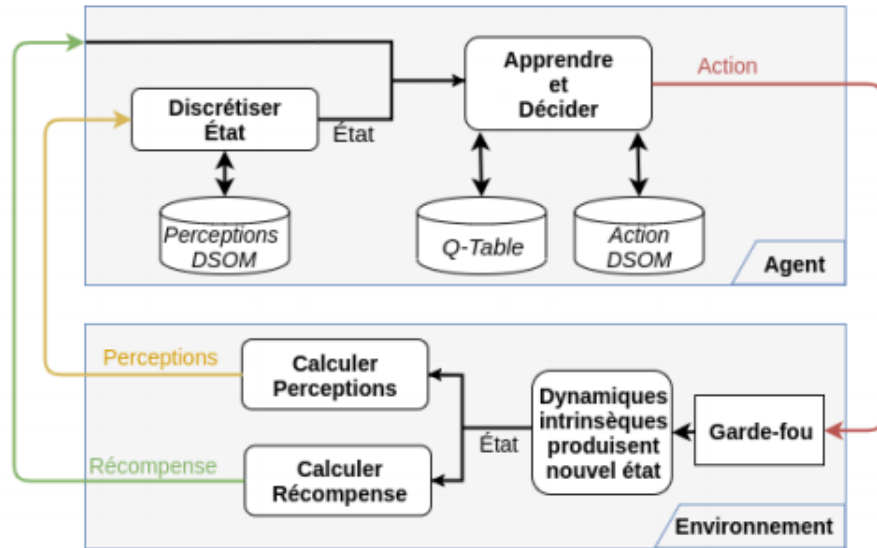 Apprendre
et
Décider
Action
Discrétiser
État
État
Perceptions
DSOM
Q-Table
Action
DSOM
Agent
Perceptions
Calculer
Perceptions
Dynamiques
intrinsèques
produisent
nouvel état
Garde-fou
État
Récompense
Calculer
Récompense
Environnement